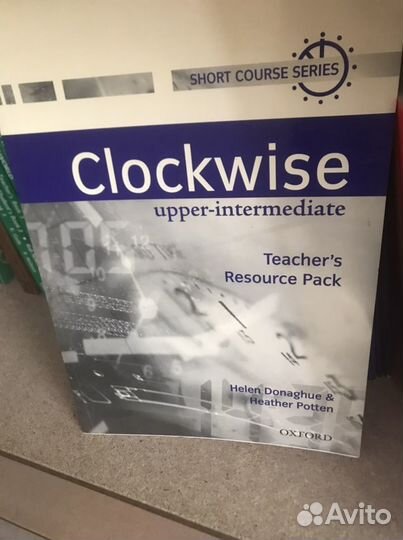 SHORT COURSE SERIES
Clockwise
upper-intermediate
Teacher's
Resource Pack
Helen Donaghue &
Heather Potten
OXFORD
Avito